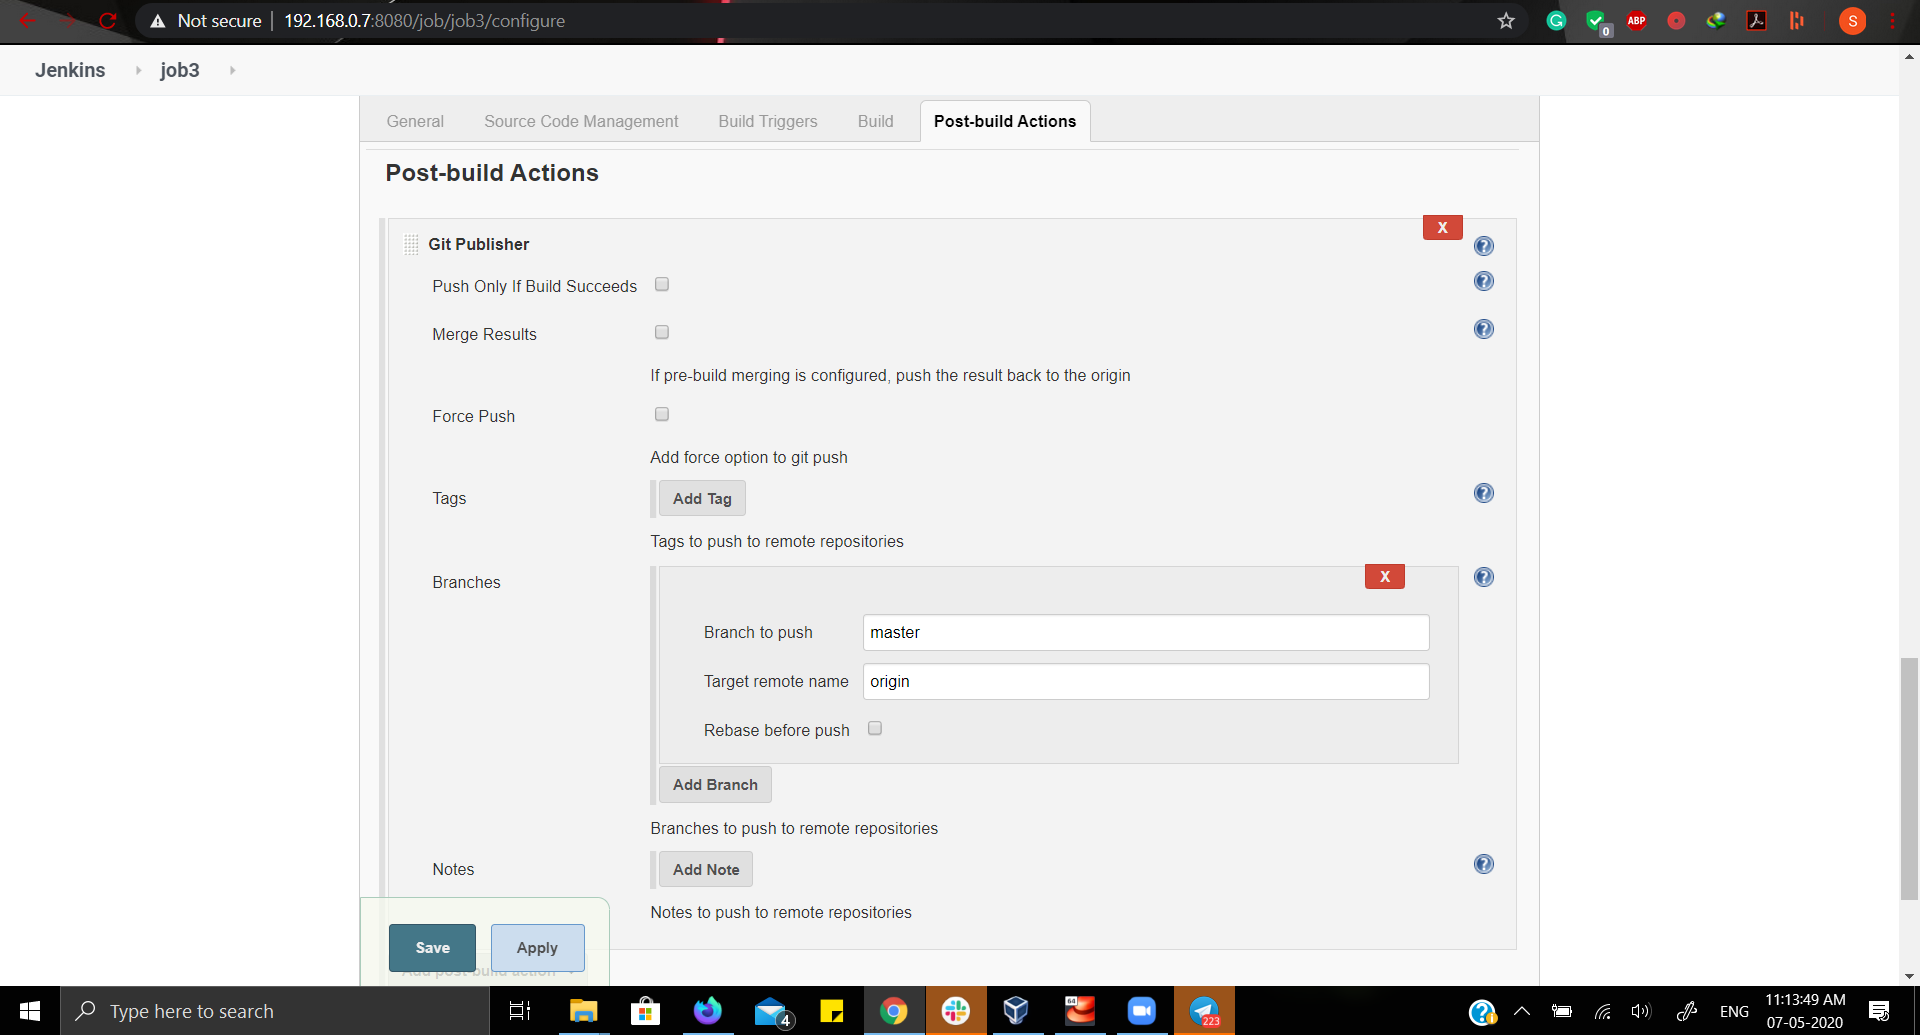 Not secure | 192.168.0.7:8080/job/job3/configure
0
ABP
S
Jenkins
job3
General
Source Code Management
Build Triggers
Build
Post-build Actions
Post-build Actions
X
Git Publisher
Push Only If Build Succeeds
Merge Results
If pre-build merging is configured, push the result back to the origin
Force Push
Add force option to git push
Tags
Add Tag
Tags to push to remote repositories
Branches
X
Branch to push
master
Target remote name
origin
Rebase before push
Add Branch
Branches to push to remote repositories
Notes
Add Note
Notes to push to remote repositories
Save
Apply
Add post-build action
Type here to search
4
64
223
ENG
11:13:49 AM
07-05-2020